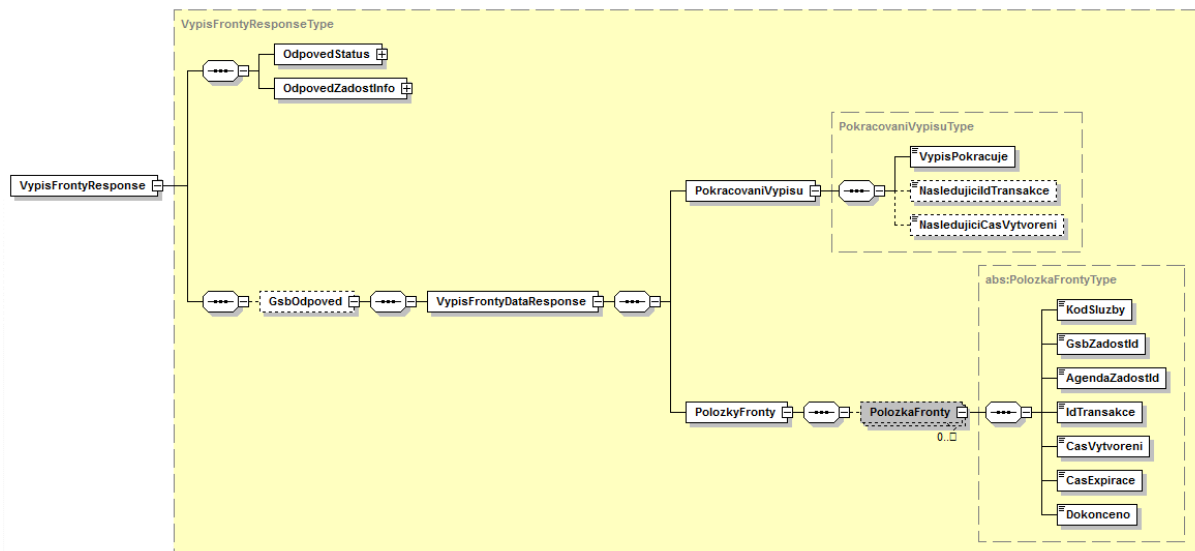 VypisFrontyResponseType
OdpovedStatus
OdpovedZadostInfo
PokracovaniVypisuType
VypisPokracuje
VypisFrontyResponse
PokracovaniVypisu
NasledujiciIdTransakce
NasledujiciCasVytvoreni
abs:PolozkaFrontyType
GsbOdpoved
VypisFrontyDataResponse
KodSluzby
GsbZadostId
AgendaZadostId
PolozkyFronty
PolozkaFronty
IdTransakce
0..□
CasVytvoreni
CasExpirace
Dokonceno